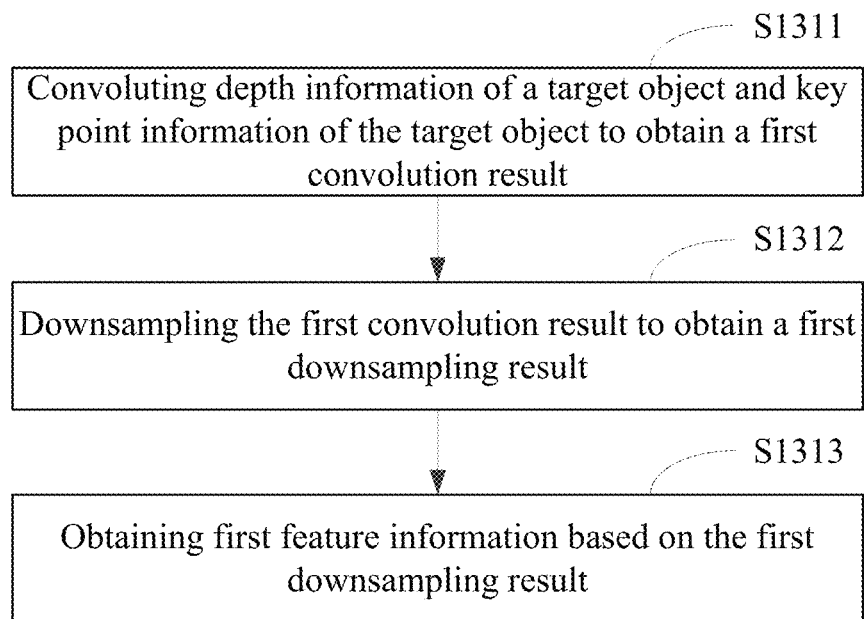 S1311
Convoluting depth information of a target object and key
point information of the target object to obtain a first
convolution result
S1312
Downsampling the first convolution result to obtain a first
downsampling result
S1313
Obtaining first feature information based on the first
downsampling result